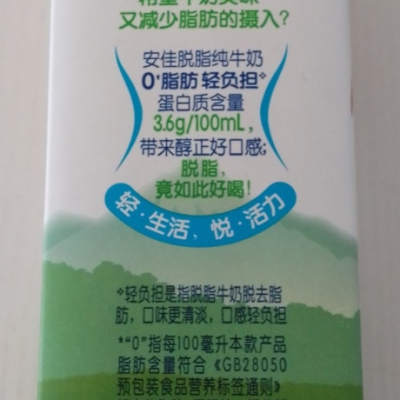 又减少脂肪的摄入?
安佳脱脂纯牛奶
0*脂肪 轻负担✧
蛋白质含量
3.6g/100mL,
带来醇正好口感;
脱脂,
竟如此好喝!
轻·生活, 悦·活力
✧轻负担是指脱脂牛奶脱去脂
肪, 口味更清淡, 口感轻负担
*“0”指每100毫升本款产品
脂肪含量符合《GB28050
预包装食品营养标签通则》